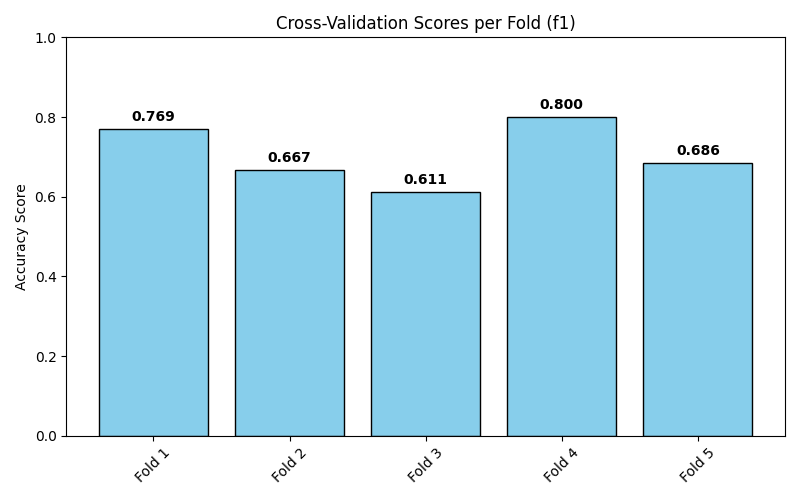 Cross-Validation Scores per Fold (f1)
1.0
0.8
0.6
0.4
0.2
0.0
Accuracy Score
0.769
0.667
0.611
0.800
0.686
Fold 1
Fold 2
Fold 3
Fold 4
Fold 5